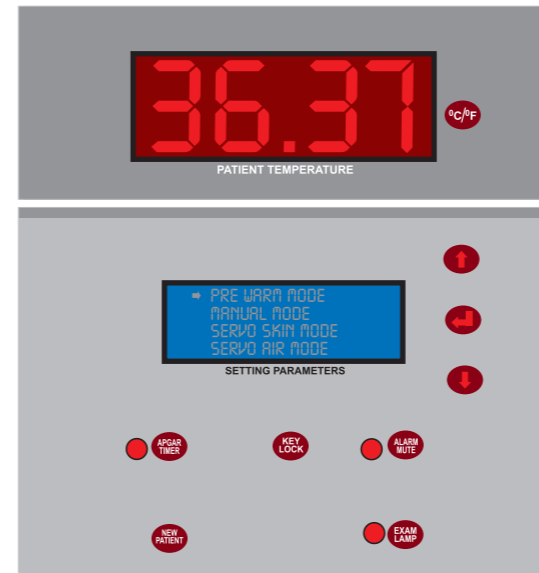 36.37
°C/°F
PATIENT TEMPERATURE
PRE WARM MODE
MANUAL MODE
SERVO SKIN MODE
SERVO AIR MODE
SETTING PARAMETERS
APGAR
TIMER
KEY
LOCK
ALARM
MUTE
NEW
PATIENT
EXAM
LAMP